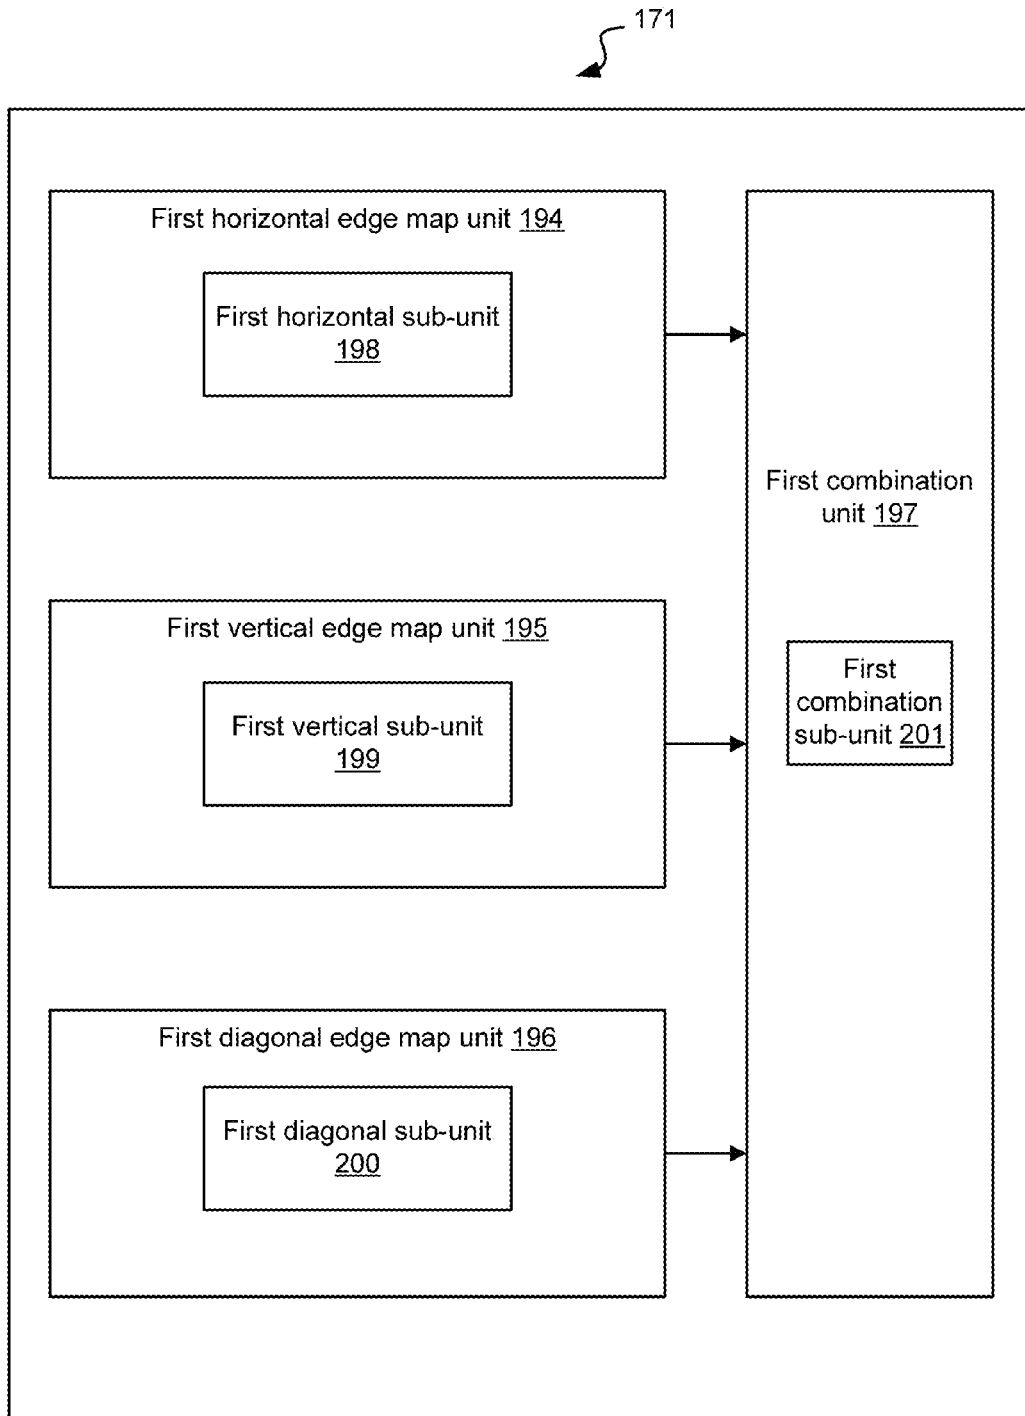 171
First horizontal edge map unit 194
First horizontal sub-unit
198
First combination
unit 197
First vertical edge map unit 195
First vertical sub-unit
199
First
combination
sub-unit 201
First diagonal edge map unit 196
First diagonal sub-unit
200